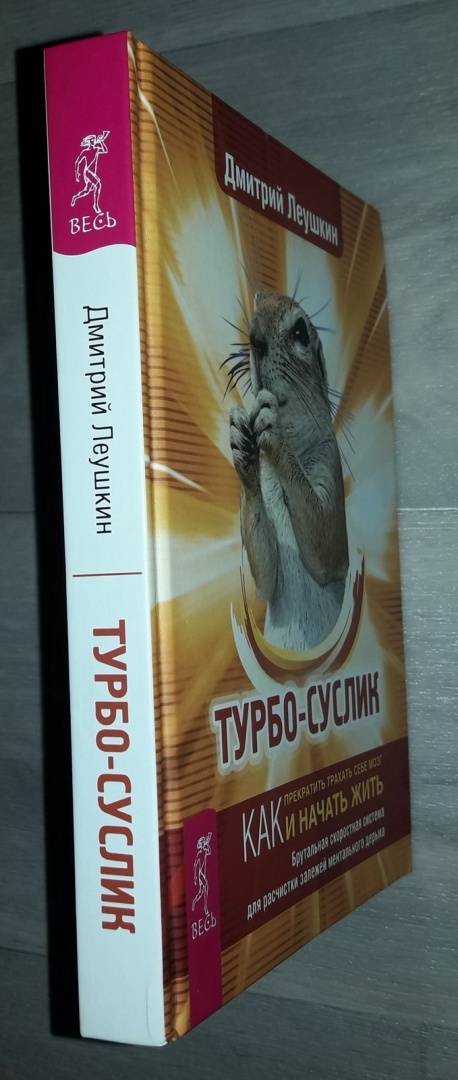 ВЕСЬ
Дмитрий Леушкин
ТУРБО-СУСЛИК
Дмитрий Леушкин
ТУРБО-СУСЛИК
КАК ПРЕКРАТИТЬ ТРАХАТЬ СЕБЕ МОЗГ
И НАЧАТЬ ЖИТЬ
Брутальная скоростная система
для расчистки залежей ментального дерьма
ВЕСЬ